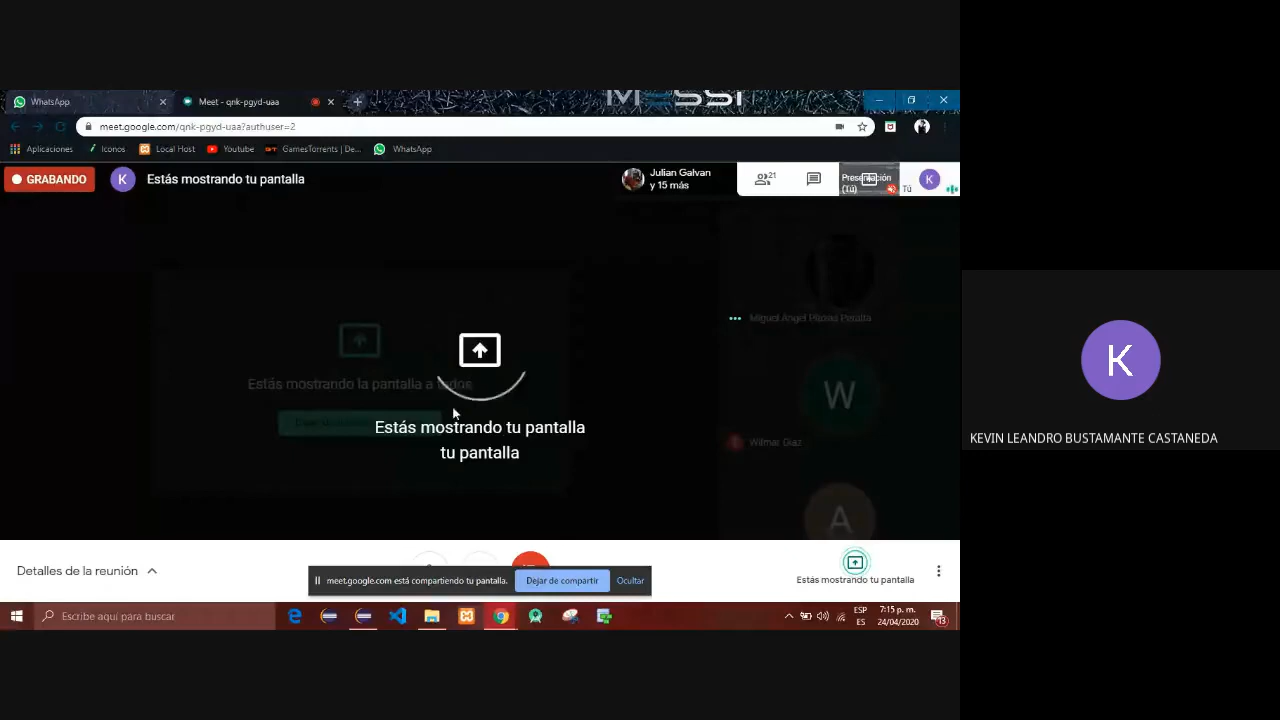 MESSI
WhatsApp
Meet - qnk-pgyd-uaa
meet.google.com/qnk-pgyd-uaa?authuser=2
Aplicaciones
Iconos
Local Host
Youtube
GamesTorrents | De...
WhatsApp
GRABANDO
K
Estás mostrando tu pantalla
Julian Galvan
y 15 más
21
Presentación
(Tú)
Tú
K
Estás mostrando la pantalla a todos
Estás mostrando tu pantalla
tu pantalla
W
Wilmar Diaz
A
K
KEVIN LEANDRO BUSTAMANTE CASTANEDA
Detalles de la reunión
meet.google.com está compartiendo tu pantalla.
Dejar de compartir
Ocultar
Estás mostrando tu pantalla
Escribe aquí para buscar
ESP
ES
7:15 p. m.
24/04/2020
13